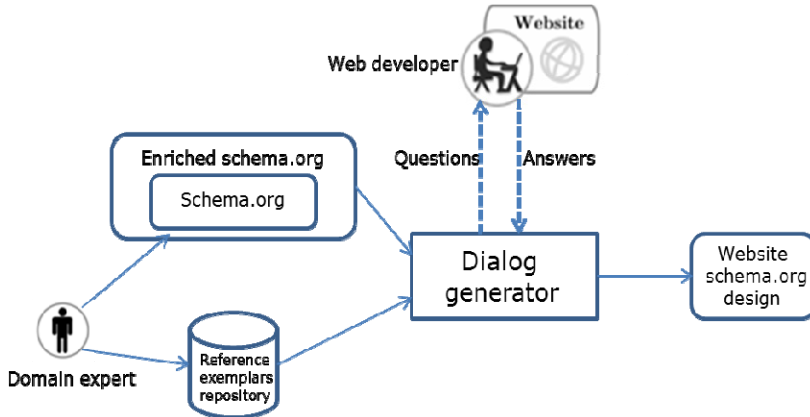 Website
Web developer
Enriched schema.org
Schema.org
Questions
Answers
Dialog
generator
Website
schema.org
design
Domain expert
Reference
exemplars
repository